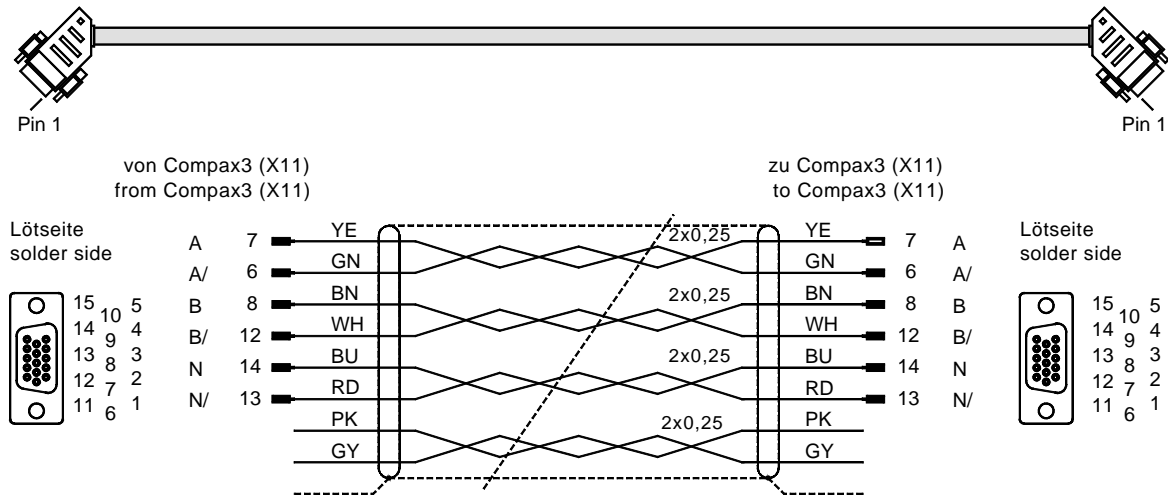 Pin 1
Pin 1
von Compax3 (X11)
from Compax3 (X11)
zu Compax3 (X11)
to Compax3 (X11)
Lötseite
solder side
Lötseite
solder side
A 7 YE 2x0,25 YE 7 A
A/ 6 GN GN 6 A/
B 8 BN 2x0,25 BN 8 B
B/ 12 WH WH 12 B/
N 14 BU 2x0,25 BU 14 N
N/ 13 RD RD 13 N/
PK 2x0,25 PK
GY GY
15 10 5
14 9 4
13 8 3
12 7 2
11 6 1
15 10 5
14 9 4
13 8 3
12 7 2
11 6 1